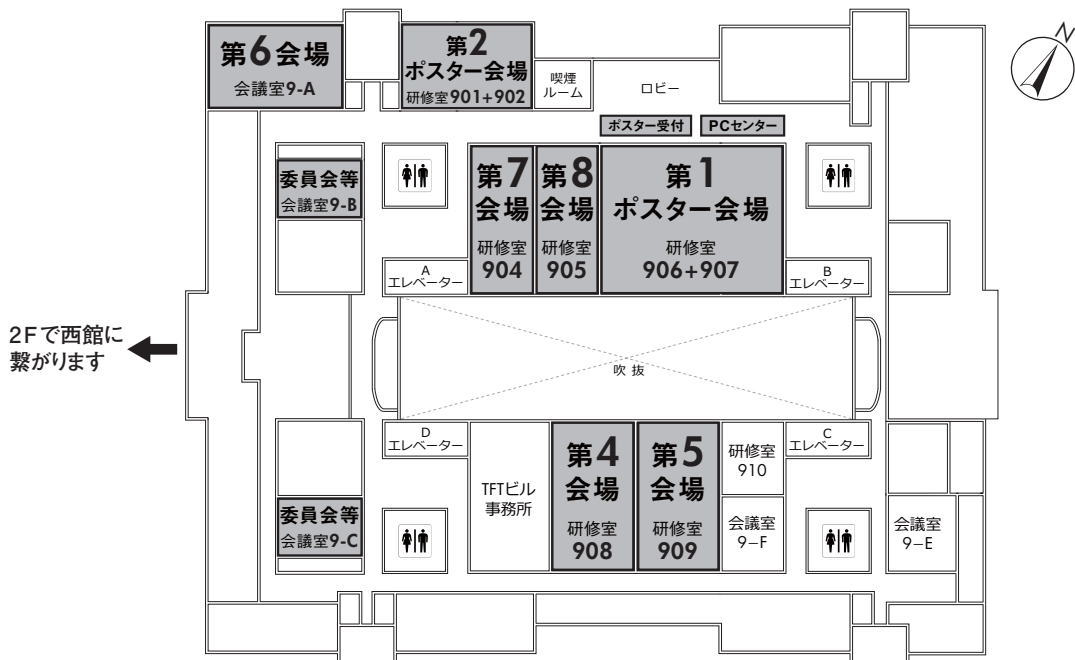 N
第6会場
会議室9-A
第2
ポスター会場
研修室901+902
喫煙
ルーム
ロビー
ポスター受付
PCセンター
委員会等
会議室9-B
第7
会場
研修室
904
第8
会場
研修室
905
第1
ポスター会場
研修室
906+907
A
エレベーター
B
エレベーター
2Fで西館に
繋がります
吹 抜
D
エレベーター
C
エレベーター
TFTビル
事務所
第4
会場
研修室
908
第5
会場
研修室
909
研修室
910
会議室
9−F
委員会等
会議室9-C
会議室
9−E